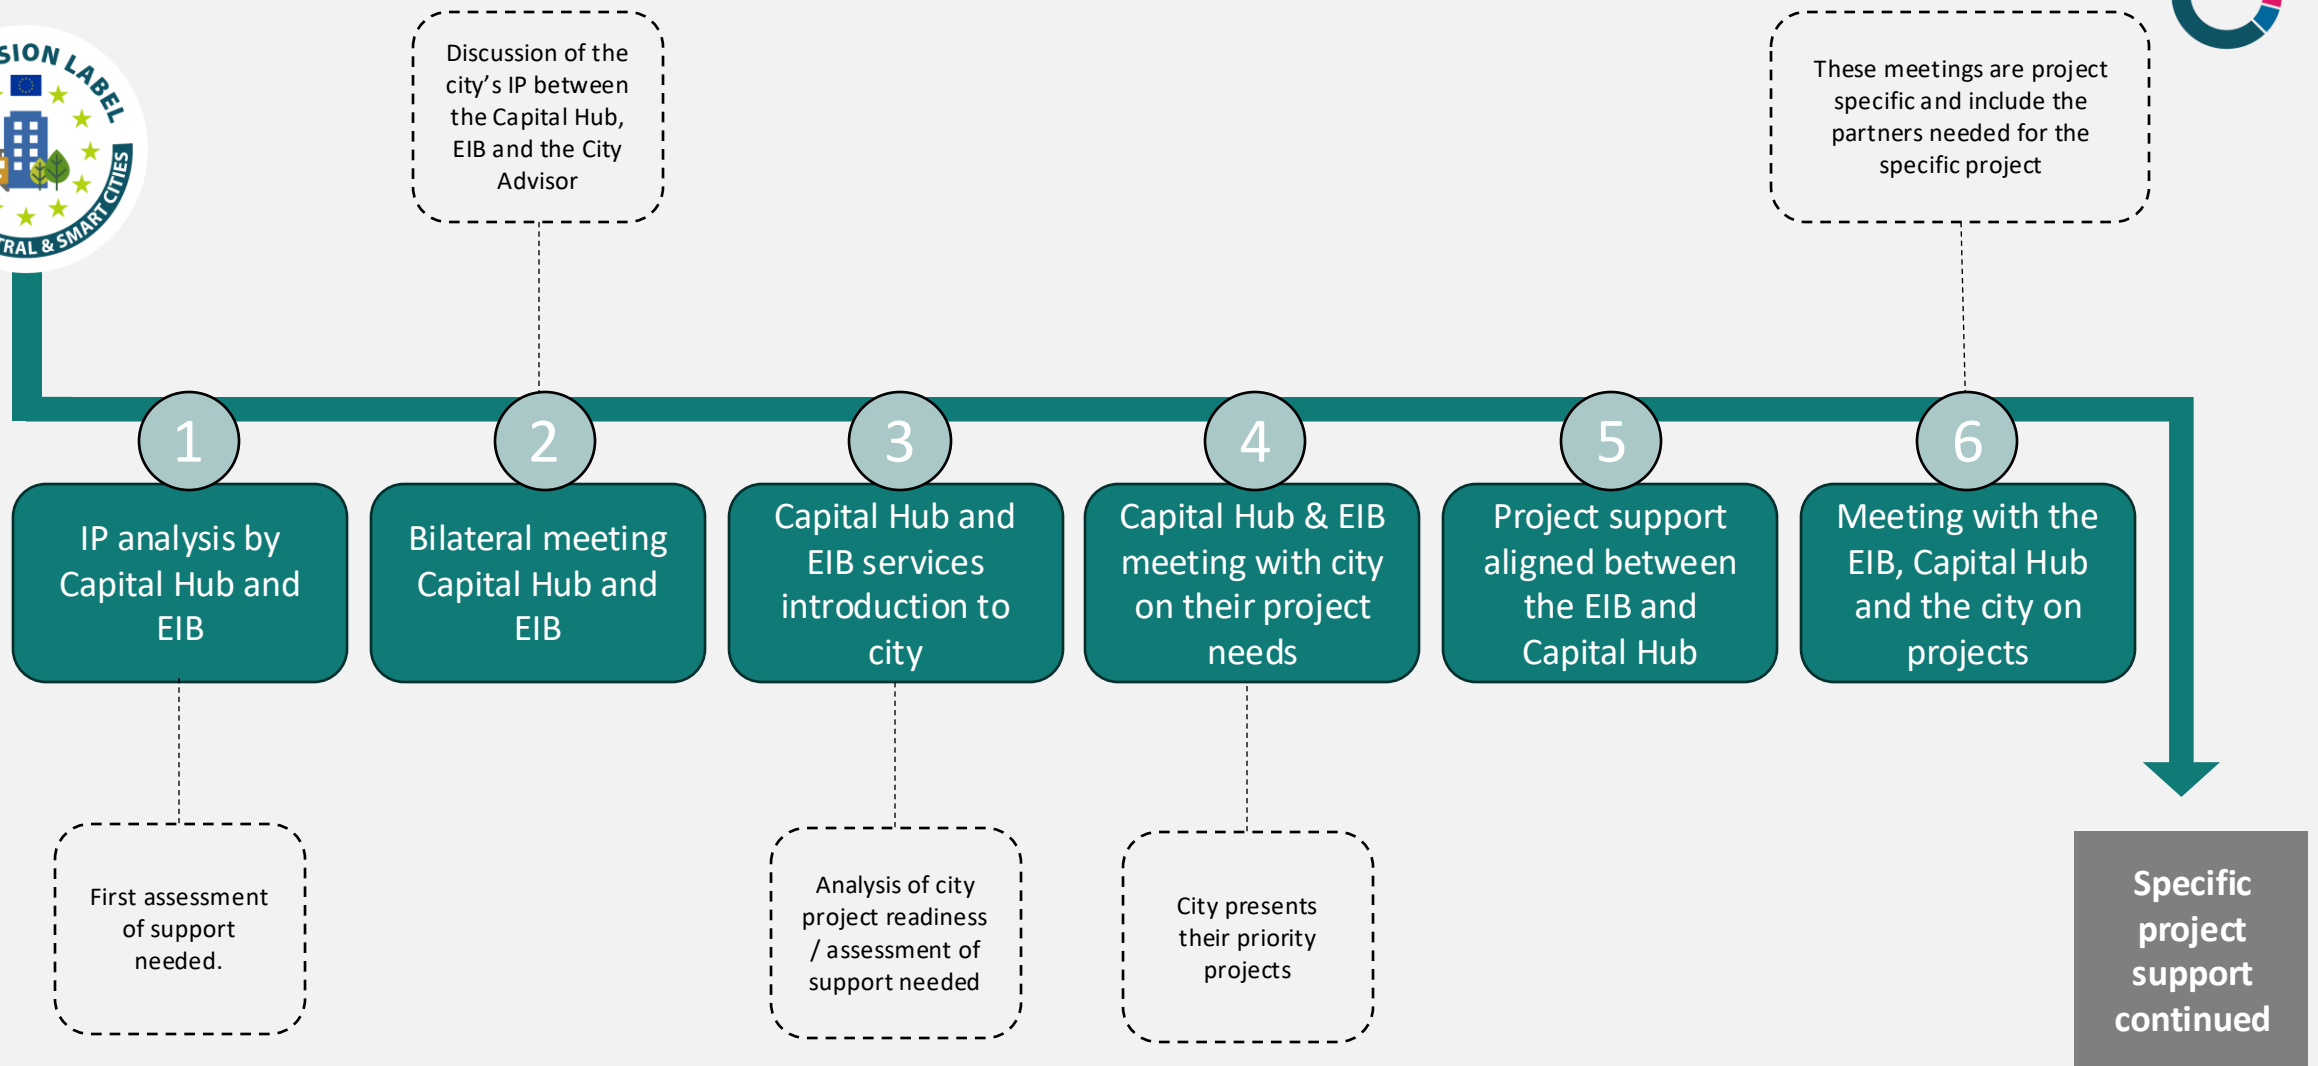 LABEL
& SMART CITIES
Discussion of the
city’s IP between
the Capital Hub,
EIB and the City
Advisor
These meetings are project
specific and include the
partners needed for the
specific project
1
2
3
4
5
6
IP analysis by
Capital Hub and
EIB
Bilateral meeting
Capital Hub and
EIB
Capital Hub and
EIB services
introduction to
city
Capital Hub & EIB
meeting with city
on their project
needs
Project support
aligned between
the EIB and
Capital Hub
Meeting with the
EIB, Capital Hub
and the city on
projects
First assessment
of support
needed.
Analysis of city
project readiness
/ assessment of
support needed
City presents
their priority
projects
Specific
project
support
continued